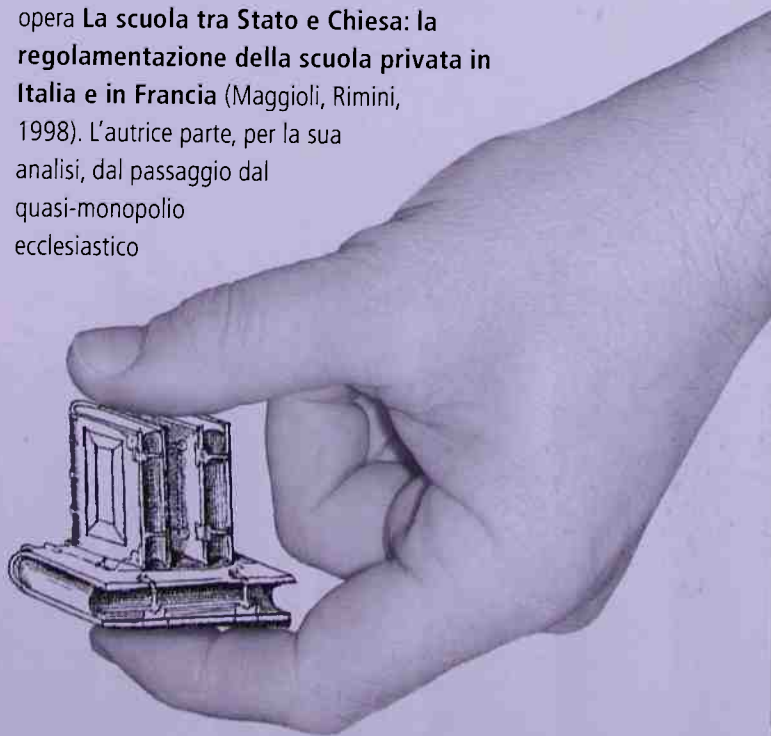 opera La scuola tra Stato e Chiesa: la
regolamentazione della scuola privata in
Italia e in Francia (Maggioli, Rimini,
1998). L'autrice parte, per la sua
analisi, dal passaggio dal
quasi-monopolio
ecclesiastico